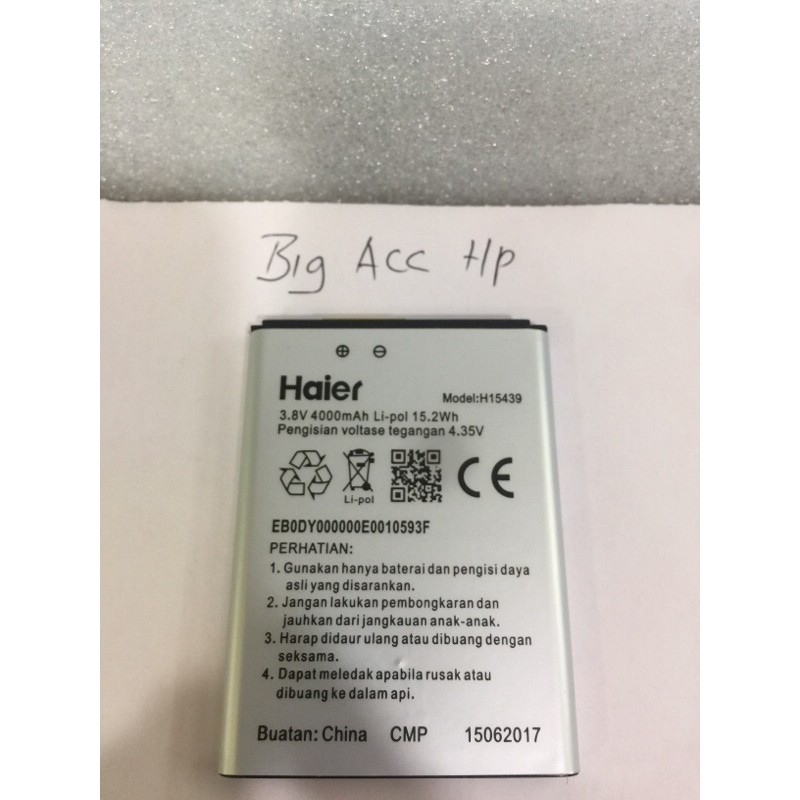 Big Acc Hp
⊕ ⊖
Haier
Model:H15439
3.8V 4000mAh Li-pol 15.2Wh
Pengisian voltase tegangan 4.35V
Li-pol
CE
EB0DY000000E0010593F
PERHATIAN:
1. Gunakan hanya baterai dan pengisi daya
asli yang disarankan.
2. Jangan lakukan pembongkaran dan
jauhkan dari jangkauan anak-anak.
3. Harap didaur ulang atau dibuang dengan
seksama.
4. Dapat meledak apabila rusak atau
dibuang ke dalam api.
Buatan: China CMP 15062017